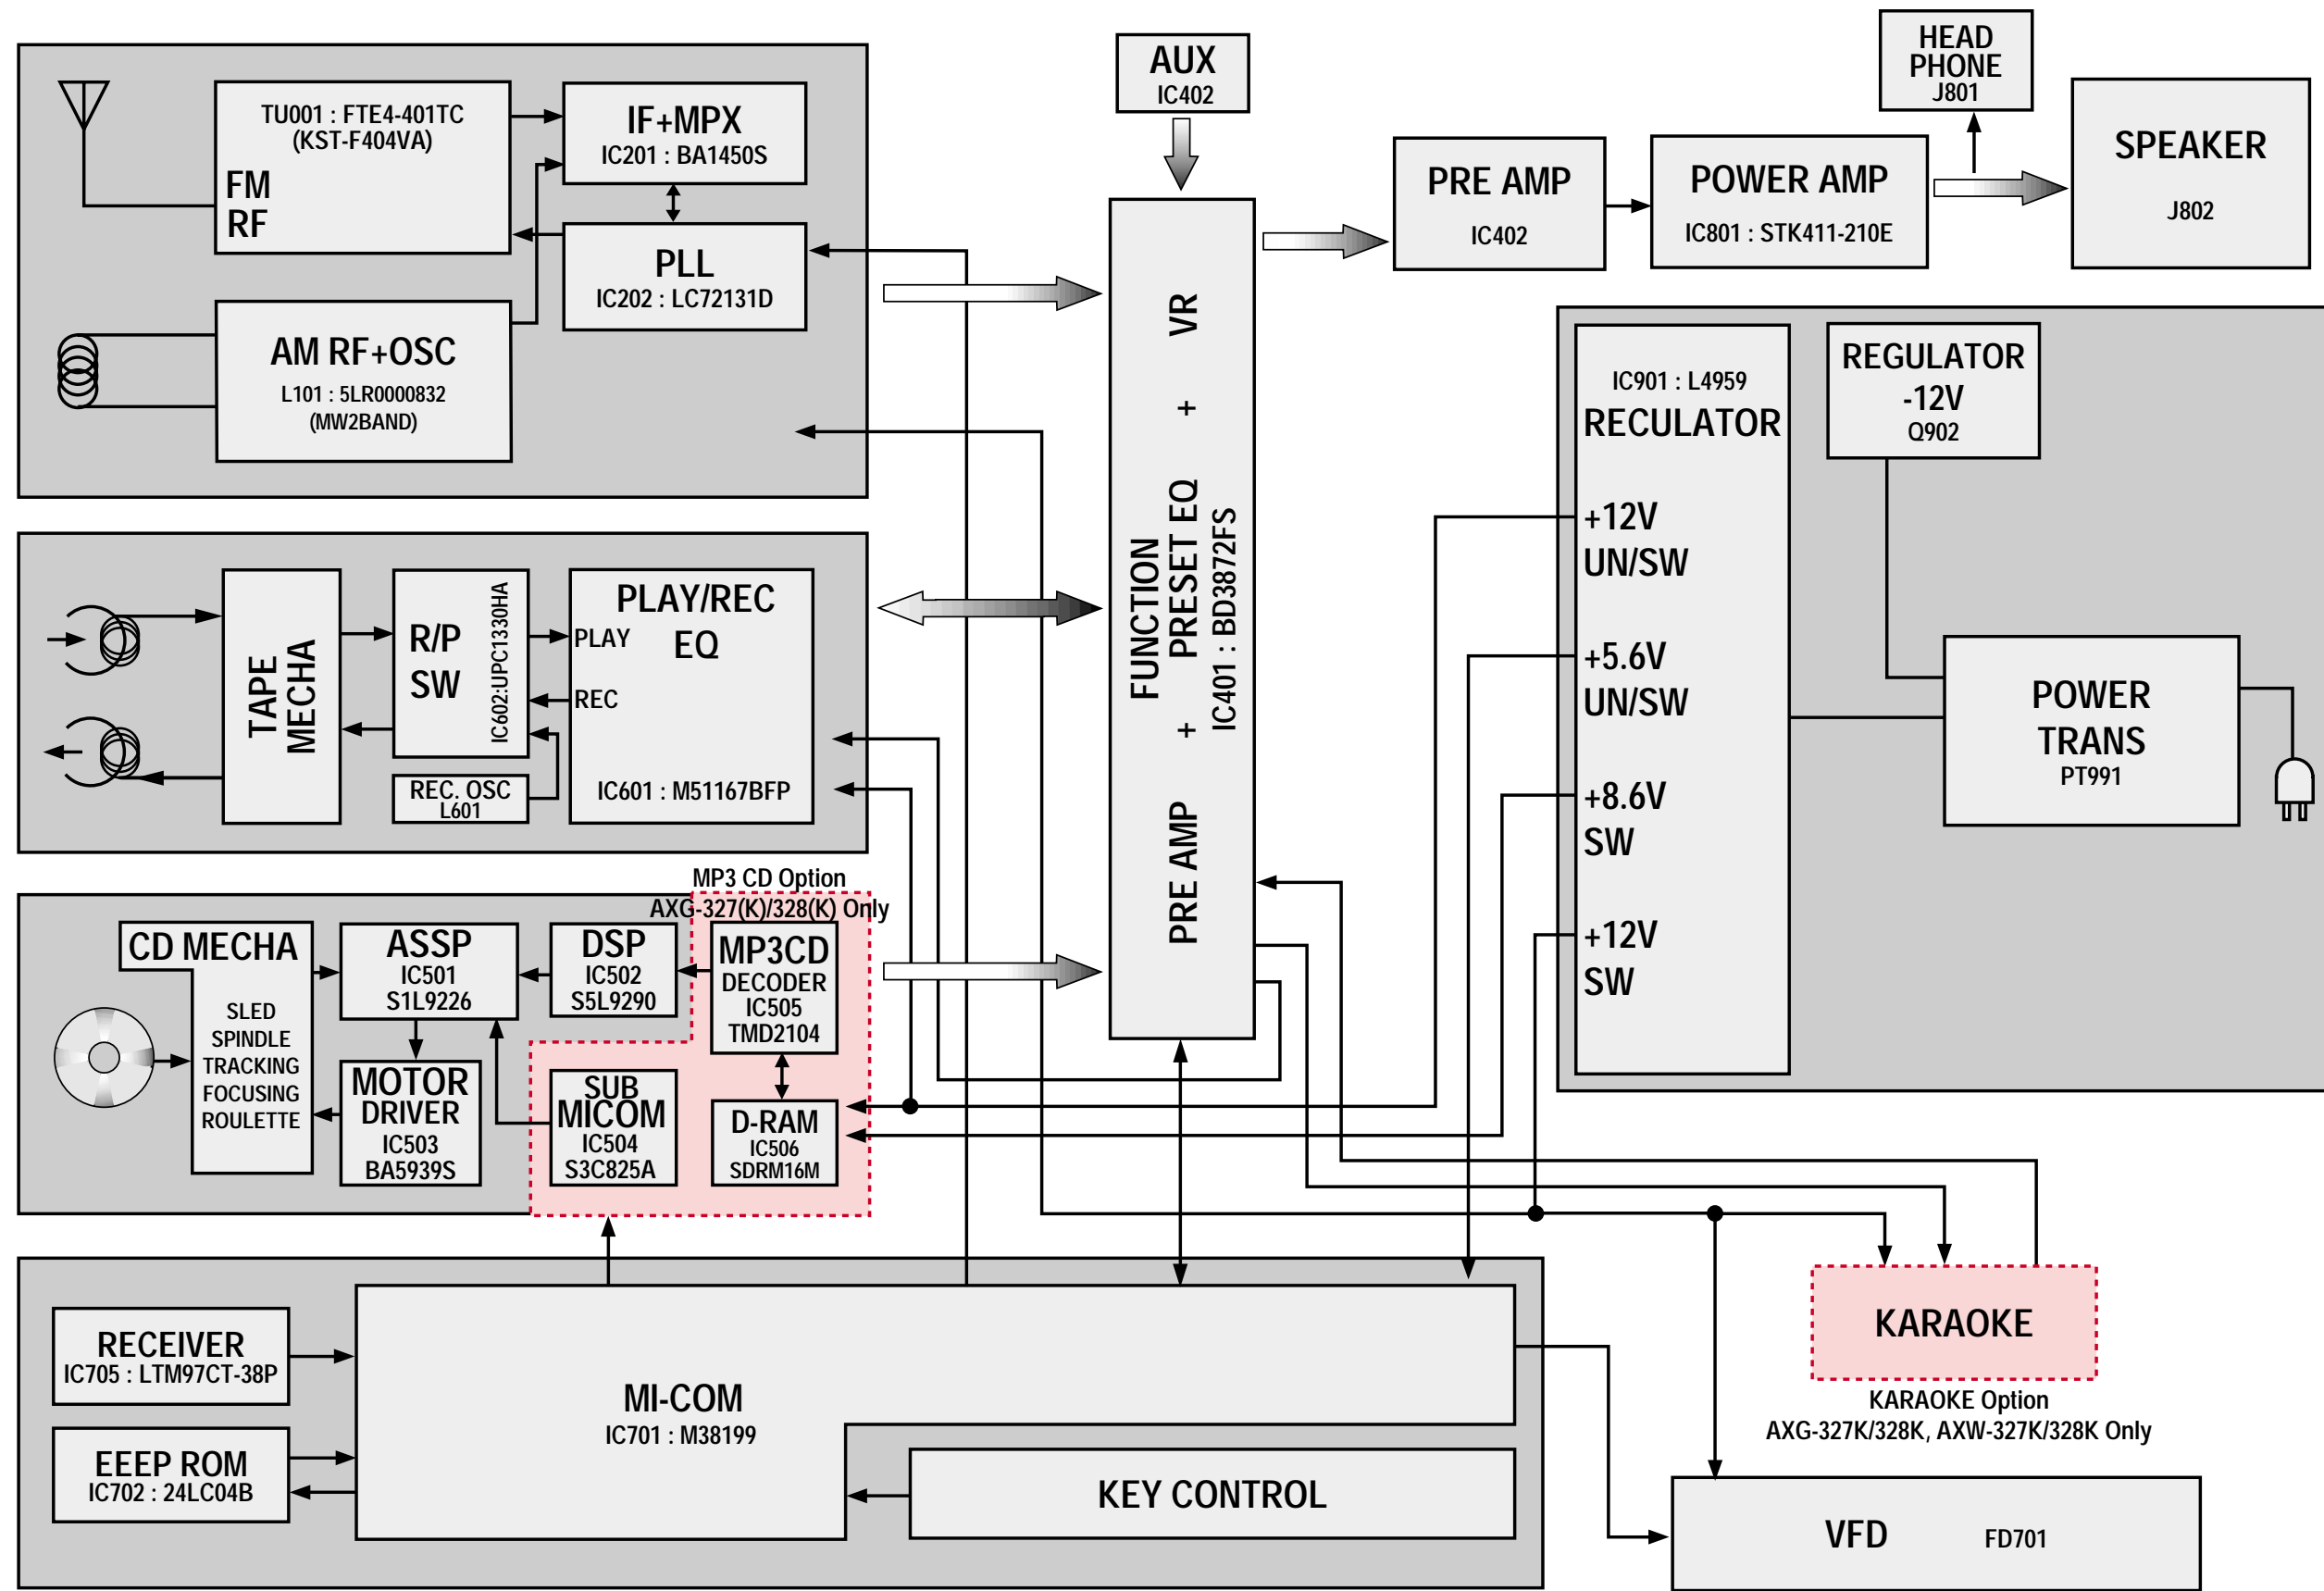 AUX
IC402
HEAD
PHONE
J801
SPEAKER
J802
TU001 : FTE4-401TC
(KST-F404VA)
FM
RF
IF+MPX
IC201 : BA1450S
PLL
IC202 : LC72131D
AM RF+OSC
L101 : 5LR0000832
(MW2BAND)
PRE AMP
IC402
POWER AMP
IC801 : STK411-210E
FUNCTION
PRE AMP + PRESET EQ + VR
IC401 : BD3872FS
IC901 : L4959
RECULATOR
+12V
UN/SW
+5.6V
UN/SW
+8.6V
SW
+12V
SW
REGULATOR
-12V
Q902
POWER
TRANS
PT991
TAPE
MECHA
R/P
SW
IC602:UPC1330HA
REC. OSC
L601
PLAY/REC
EQ
PLAY
REC
IC601 : M51167BFP
MP3 CD Option
AXG-327(K)/328(K) Only
CD MECHA
SLED
SPINDLE
TRACKING
FOCUSING
ROULETTE
ASSP
IC501
S1L9226
DSP
IC502
S5L9290
MP3CD
DECODER
IC505
TMD2104
MOTOR
DRIVER
IC503
BA5939S
SUB
MICOM
IC504
S3C825A
D-RAM
IC506
SDRM16M
RECEIVER
IC705 : LTM97CT-38P
EEEP ROM
IC702 : 24LC04B
MI-COM
IC701 : M38199
KEY CONTROL
KARAOKE
KARAOKE Option
AXG-327K/328K, AXW-327K/328K Only
VFD FD701